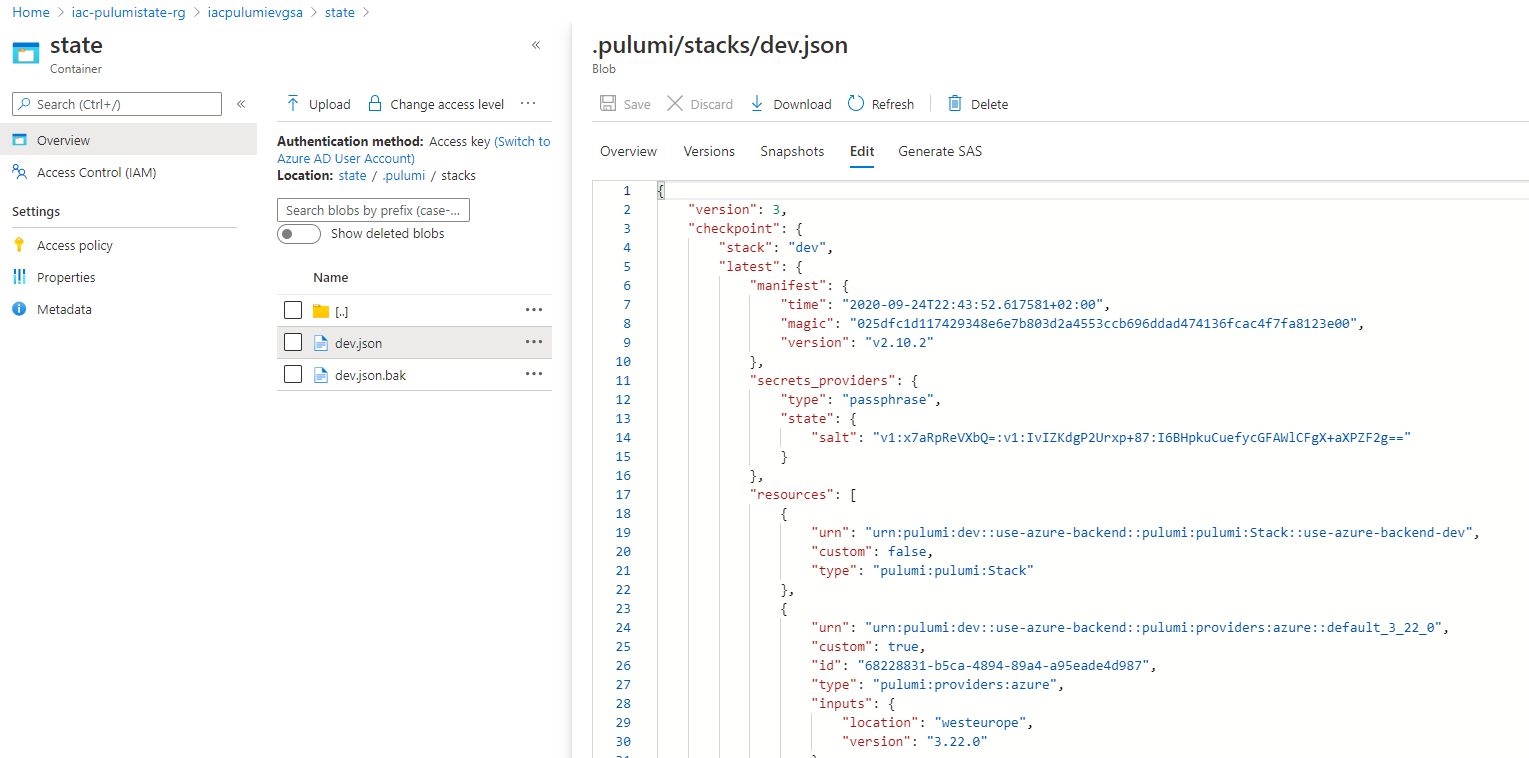 Home > iac-pulumistate-rg > iacpulumievgsa > state >
state
Container
«
Search (Ctrl+/)
«
Overview
Access Control (IAM)
Settings
Access policy
Properties
Metadata
Upload
Change access level
...
Authentication method: Access key (Switch to
Azure AD User Account)
Location: state / .pulumi / stacks
Search blobs by prefix (case-...
Show deleted blobs
Name
[..]
...
dev.json
...
dev.json.bak
...
.pulumi/stacks/dev.json
Blob
Save
Discard
Download
Refresh
Delete
Overview
Versions
Snapshots
Edit
Generate SAS
1 {
2 "version": 3,
3 "checkpoint": {
4 "stack": "dev",
5 "latest": {
6 "manifest": {
7 "time": "2020-09-24T22:43:52.617581+02:00",
8 "magic": "025dfc1d117429348e6e7b803d2a4553ccb696ddad474136fcac4f7fa8123e00",
9 "version": "v2.10.2"
10 },
11 "secrets_providers": {
12 "type": "passphrase",
13 "state": {
14 "salt": "v1:x7aRpReVXbQ=:v1:IvIZKdgP2Urxp+87:I6BHpkuCuefycGFAWlCFgX+aXPZF2g=="
15 }
16 },
17 "resources": [
18 {
19 "urn": "urn:pulumi:dev::use-azure-backend::pulumi:pulumi:Stack::use-azure-backend-dev",
20 "custom": false,
21 "type": "pulumi:pulumi:Stack"
22 },
23 {
24 "urn": "urn:pulumi:dev::use-azure-backend::pulumi:providers:azure::default_3_22_0",
25 "custom": true,
26 "id": "68228831-b5ca-4894-89a4-a95eade4d987",
27 "type": "pulumi:providers:azure",
28 "inputs": {
29 "location": "westeurope",
30 "version": "3.22.0"